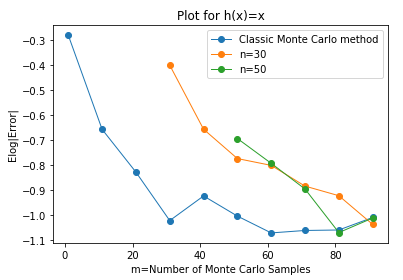 Plot for h(x)=x
Classic Monte Carlo method
n=30
n=50
Elog|Error|
−0.3
−0.4
−0.5
−0.6
−0.7
−0.8
−0.9
−1.0
−1.1
0
20
40
60
80
m=Number of Monte Carlo Samples